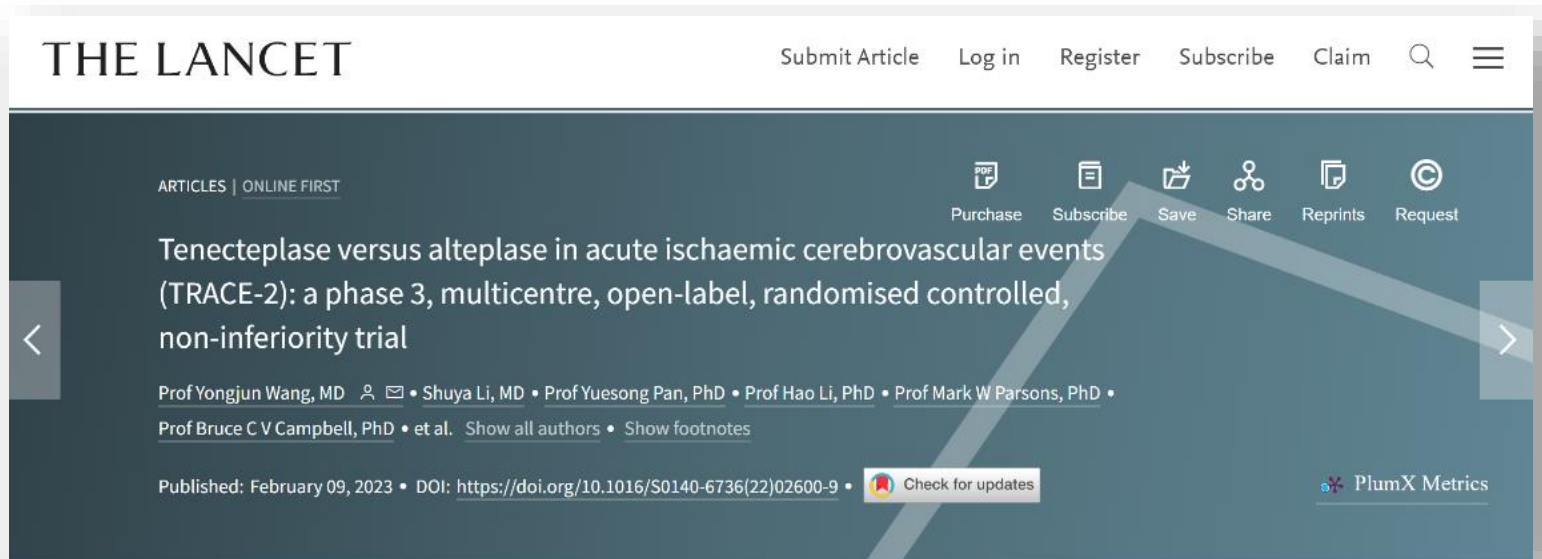 THE LANCET
Submit Article Log in Register Subscribe Claim
ARTICLES | ONLINE FIRST
PDF
Purchase Subscribe Save Share Reprints Request
Tenecteplase versus alteplase in acute ischaemic cerebrovascular events
(TRACE-2): a phase 3, multicentre, open-label, randomised controlled,
non-inferiority trial
Prof Yongjun Wang, MD • Shuya Li, MD • Prof Yuesong Pan, PhD • Prof Hao Li, PhD • Prof Mark W Parsons, PhD •
Prof Bruce C V Campbell, PhD • et al. Show all authors • Show footnotes
Published: February 09, 2023 • DOI: https://doi.org/10.1016/S0140-6736(22)02600-9 • Check for updates
PlumX Metrics